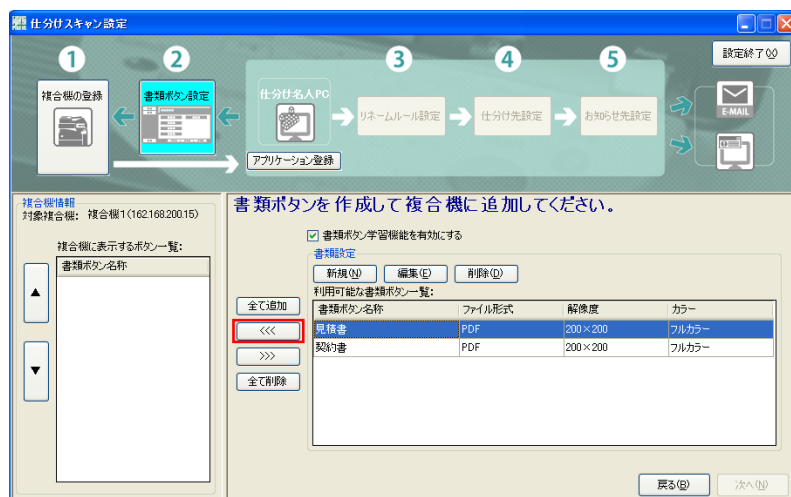 仕分けスキャン設定
1
2
3
4
5
設定終了(X)
複合機の登録
書類ボタン設定
仕分け名人PC
リネームルール設定
仕分け先設定
お知らせ先設定
E-MAIL
アプリケーション登録
複合機情報
対象複合機: 複合機1(162.168.200.15)
複合機に表示するボタン一覧:
書類ボタン名称
▲
▼
書類ボタンを作成して複合機に追加してください。
書類ボタン学習機能を有効にする
書類設定
新規(N) 編集(E) 削除(D)
利用可能な書類ボタン一覧:
全て追加
<<<
>>>
全て削除
書類ボタン名称 ファイル形式 解像度 カラー
見積書 PDF 200×200 フルカラー
契約書 PDF 200×200 フルカラー
戻る(B) 次へ(N)